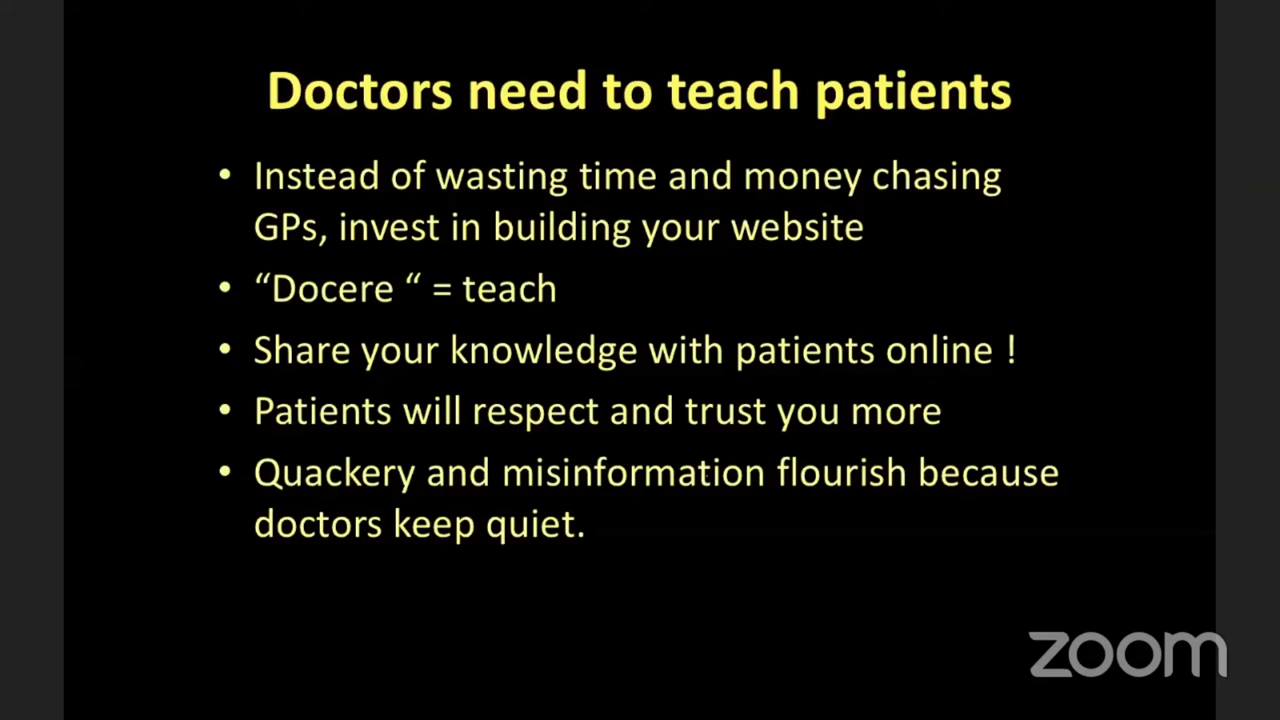 Doctors need to teach patients
• Instead of wasting time and money chasing
GPs, invest in building your website
• “Docere “ = teach
• Share your knowledge with patients online !
• Patients will respect and trust you more
• Quackery and misinformation flourish because
doctors keep quiet.
zoom